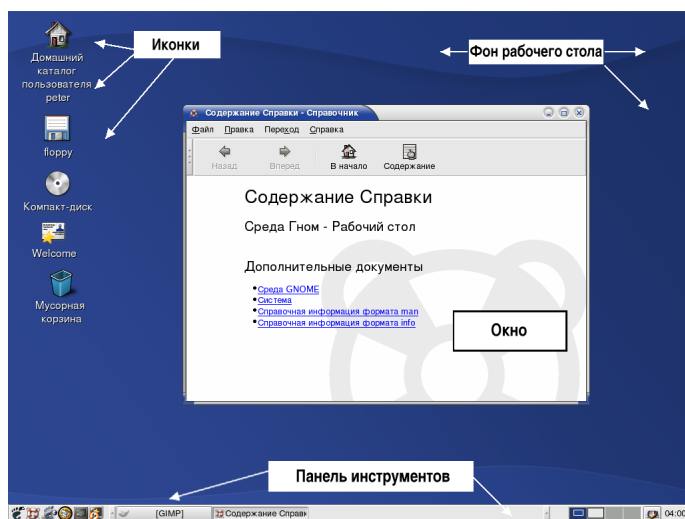 Иконки
Фон рабочего стола
Домашний
каталог
пользователя
peter
floppy
Компакт-диск
Welcome
Мусорная
корзина
Содержание Справки - Справочник
Файл Правка Переход Справка
Назад Вперед В начало Содержание
Содержание Справки
Среда Гном - Рабочий стол
Дополнительные документы
Среда GNOME
Система
Справочная информация формата man
Справочная информация формата info
Окно
Панель инструментов
[GIMP] Содержание Справк 04:00